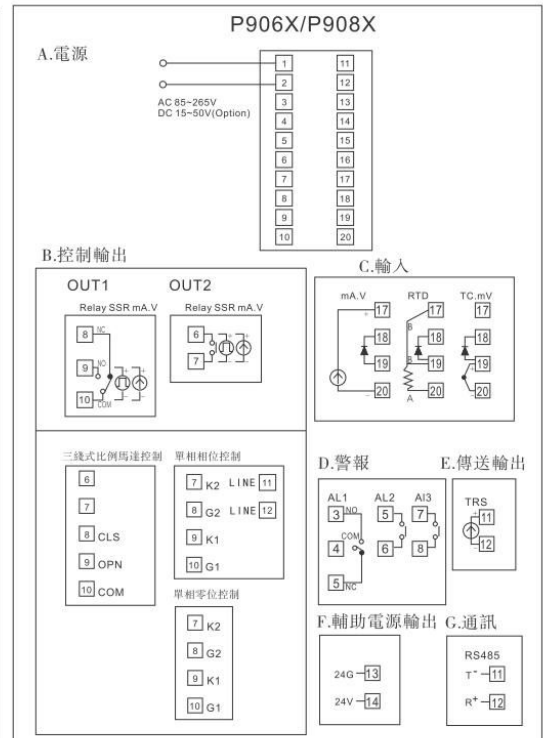 P906X/P908X
A.電源
AC 85~265V
DC 15~50V(Option)
1 11
2 12
3 13
4 14
5 15
6 16
7 17
8 18
9 19
10 20
B.控制輸出
OUT1 OUT2
Relay SSR mA.V Relay SSR mA.V
8 NC
9 NO
10 COM
6
7
C.輸入
mA.V RTD TC.mV
+ 17 17 17
B
18 18 18
19 B 19 19
- 20 A 20 20
三綫式比例馬達控制
6
7
8 CLS
9 OPN
10 COM
單相相位控制
7 K2 LINE 11
8 G2 LINE 12
9 K1
10 G1
單相零位控制
7 K2
8 G2
9 K1
10 G1
D.警報
AL1 AL2 Al3
3 NO 5 7
COM
4 6 8
5 NC
E.傳送輸出
TRS
+ 11
- 12
F.輔助電源輸出
24G 13
24V 14
G.通訊
RS485
T- 11
R+ 12